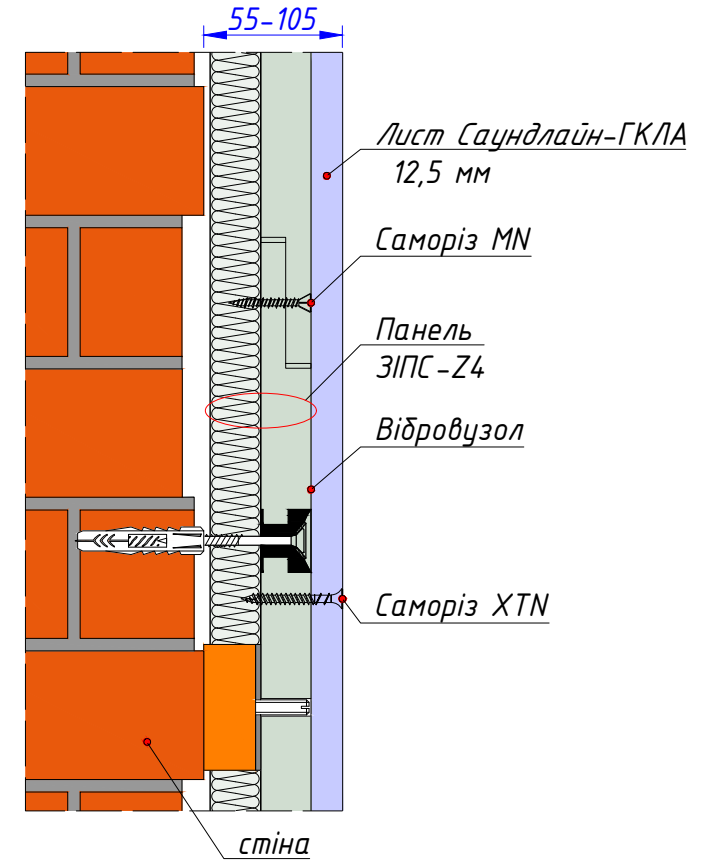 55-105
Лист Саундлайн-ГКЛА
12,5 мм
Саморіз MN
Панель
ЗІПС-Z4
Вібровузол
Саморіз XTN
стіна